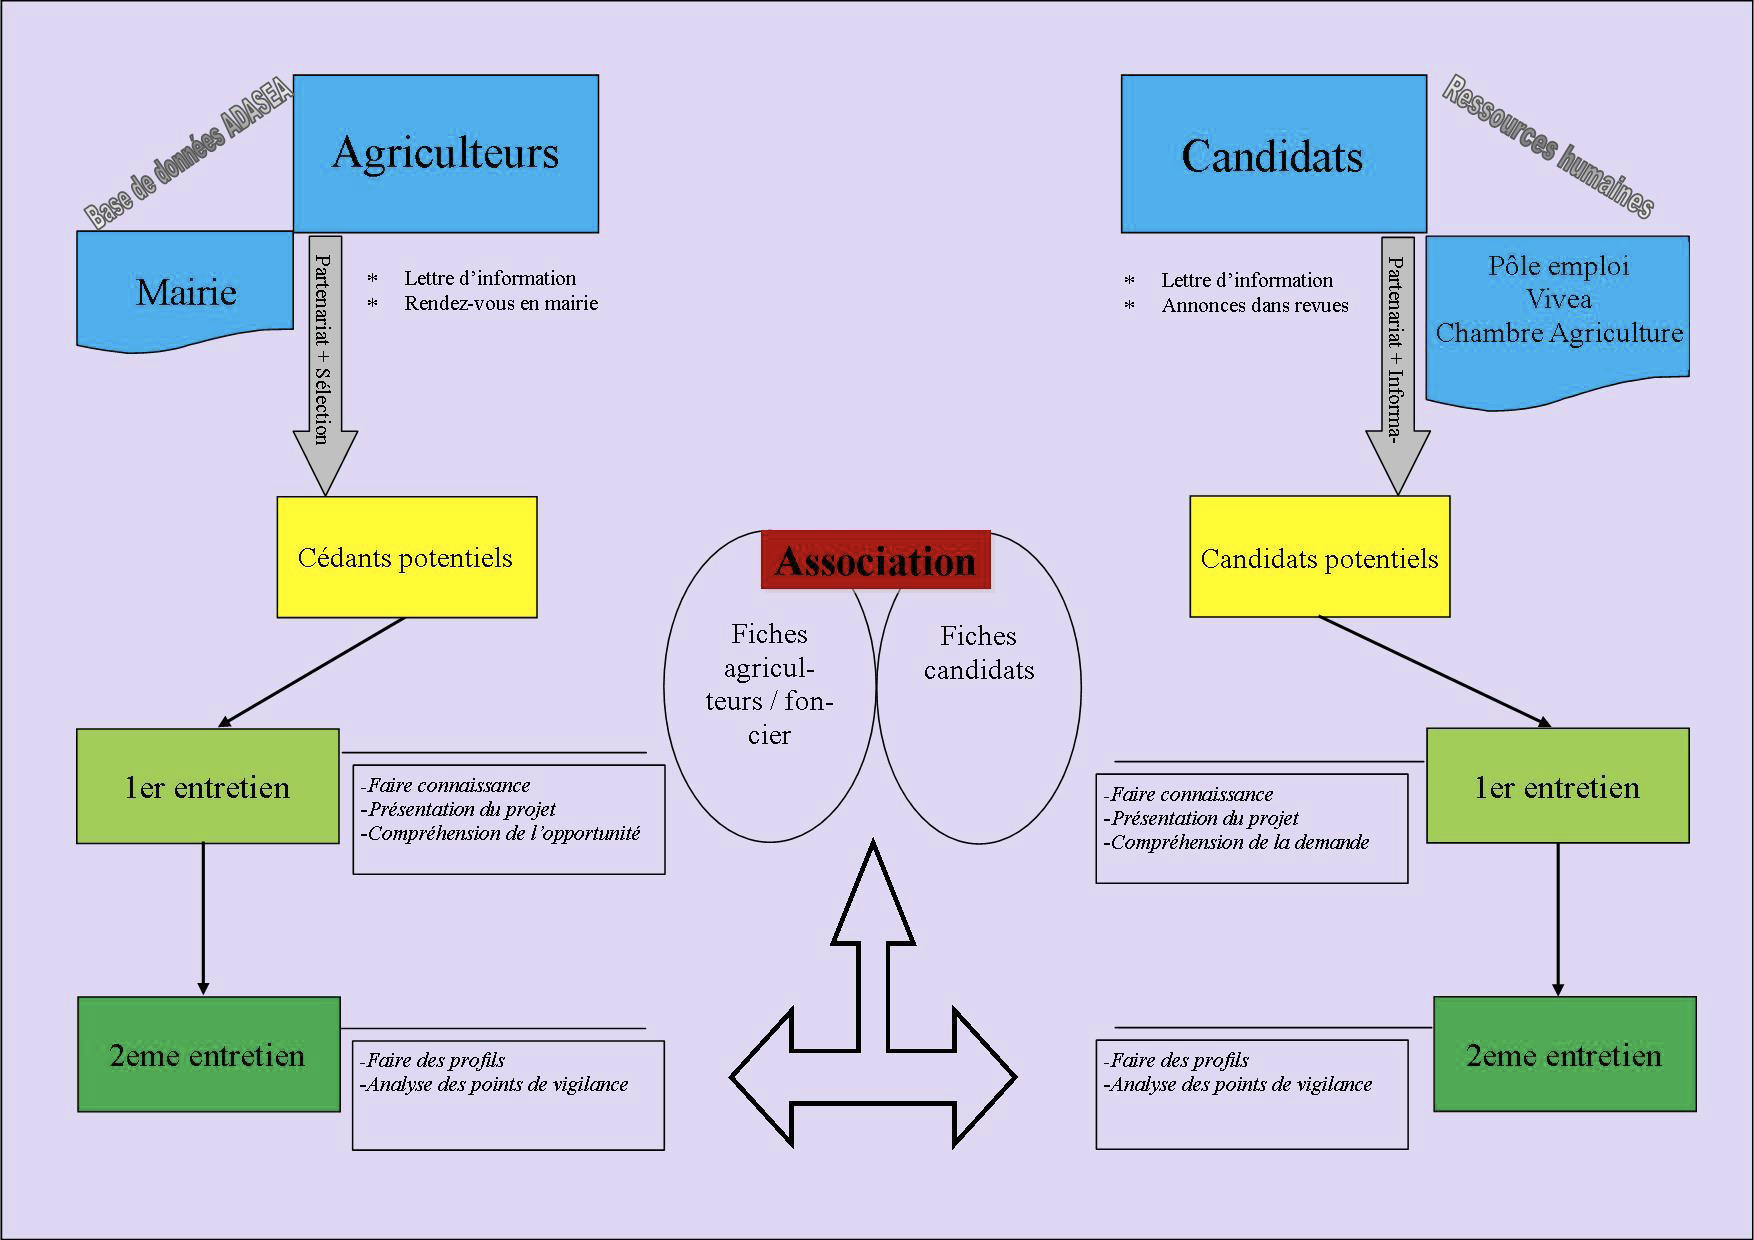 Base de données ADASEA
Agriculteurs
Mairie
Partenariat + Sélection
* Lettre d’information
* Rendez-vous en mairie
Cédants potentiels
1er entretien
-Faire connaissance
-Présentation du projet
-Compréhension de l’opportunité
2eme entretien
-Faire des profils
-Analyse des points de vigilance
Association
Fiches
agricul-
teurs / fon-
cier
Fiches
candidats
Candidats
Ressources humaines
* Lettre d’information
* Annonces dans revues
Partenariat + Informa-
Pôle emploi
Vivea
Chambre Agriculture
Candidats potentiels
1er entretien
-Faire connaissance
-Présentation du projet
-Compréhension de la demande
2eme entretien
-Faire des profils
-Analyse des points de vigilance